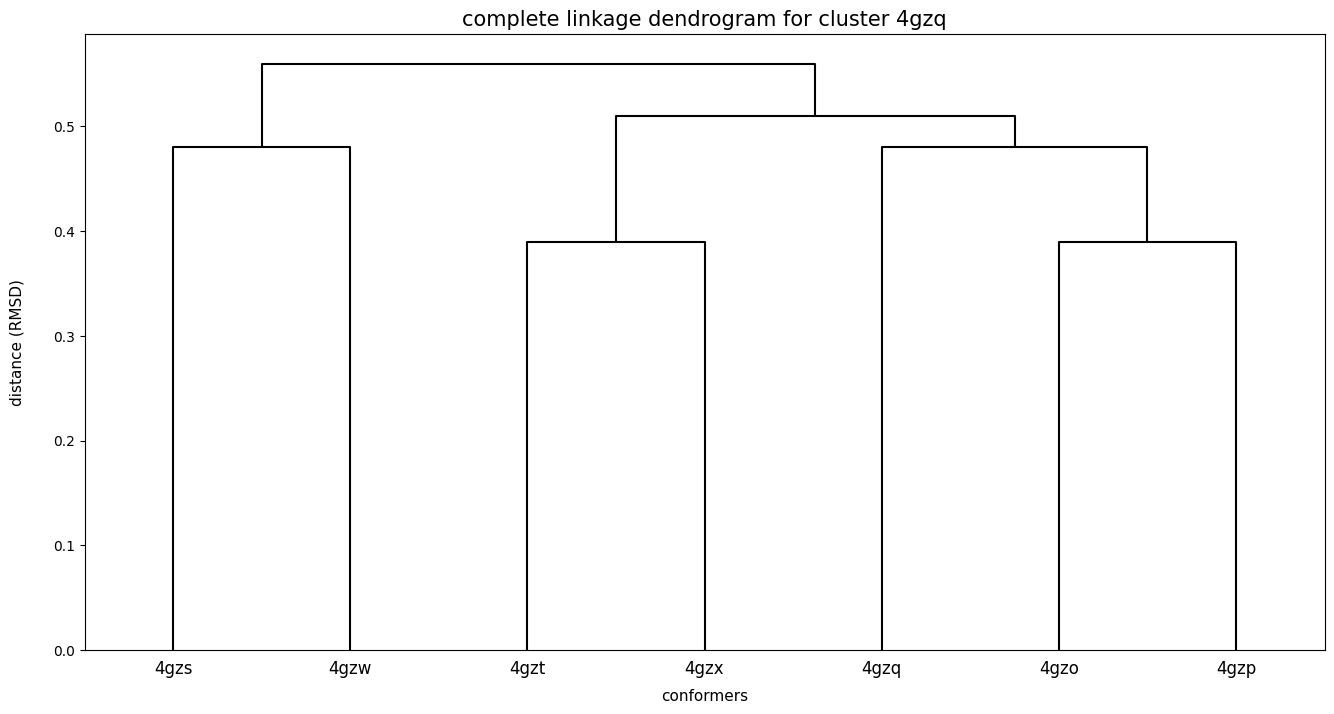 complete linkage dendrogram for cluster 4gzq
distance (RMSD)
0.5
0.4
0.3
0.2
0.1
0.0
4gzs 4gzw 4gzt 4gzx 4gzq 4gzo 4gzp
conformers